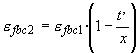 ε_fbc2 = ε_fbc1 · (1 − t' / x)